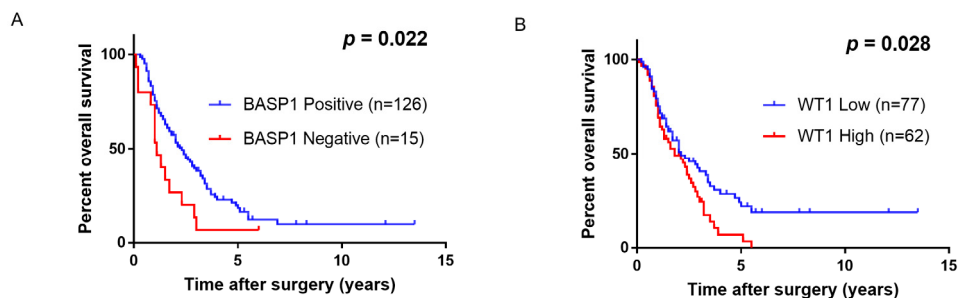 A
p = 0.022
Percent overall survival
100
50
0
BASP1 Positive (n=126)
BASP1 Negative (n=15)
0 5 10 15
Time after surgery (years)
B
p = 0.028
Percent overall survival
100
50
0
WT1 Low (n=77)
WT1 High (n=62)
0 5 10 15
Time after surgery (years)